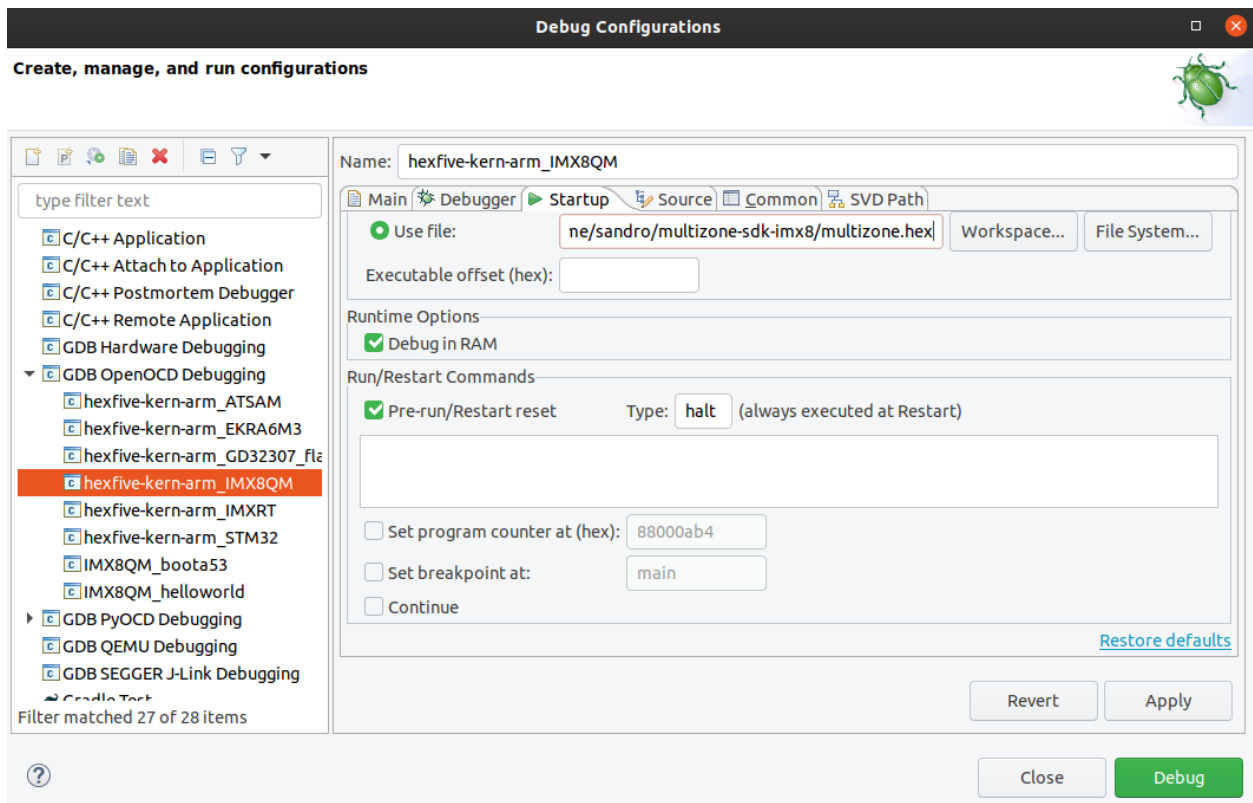 Debug Configurations
Create, manage, and run configurations
type filter text
C/C++ Application
C/C++ Attach to Application
C/C++ Postmortem Debugger
C/C++ Remote Application
GDB Hardware Debugging
GDB OpenOCD Debugging
hexfive-kern-arm_ATSAM
hexfive-kern-arm_EKRA6M3
hexfive-kern-arm_GD32307_fla
hexfive-kern-arm_IMX8QM
hexfive-kern-arm_IMXRT
hexfive-kern-arm_STM32
IMX8QM_boota53
IMX8QM_helloworld
GDB PyOCD Debugging
GDB QEMU Debugging
GDB SEGGER J-Link Debugging
Gradle Test
Filter matched 27 of 28 items
Name: hexfive-kern-arm_IMX8QM
Main Debugger Startup Source Common SVD Path
Use file: ne/sandro/multizone-sdk-imx8/multizone.hex Workspace... File System...
Executable offset (hex):
Runtime Options
Debug in RAM
Run/Restart Commands
Pre-run/Restart reset Type: halt (always executed at Restart)
Set program counter at (hex): 88000ab4
Set breakpoint at: main
Continue
Restore defaults
Revert Apply
Close Debug